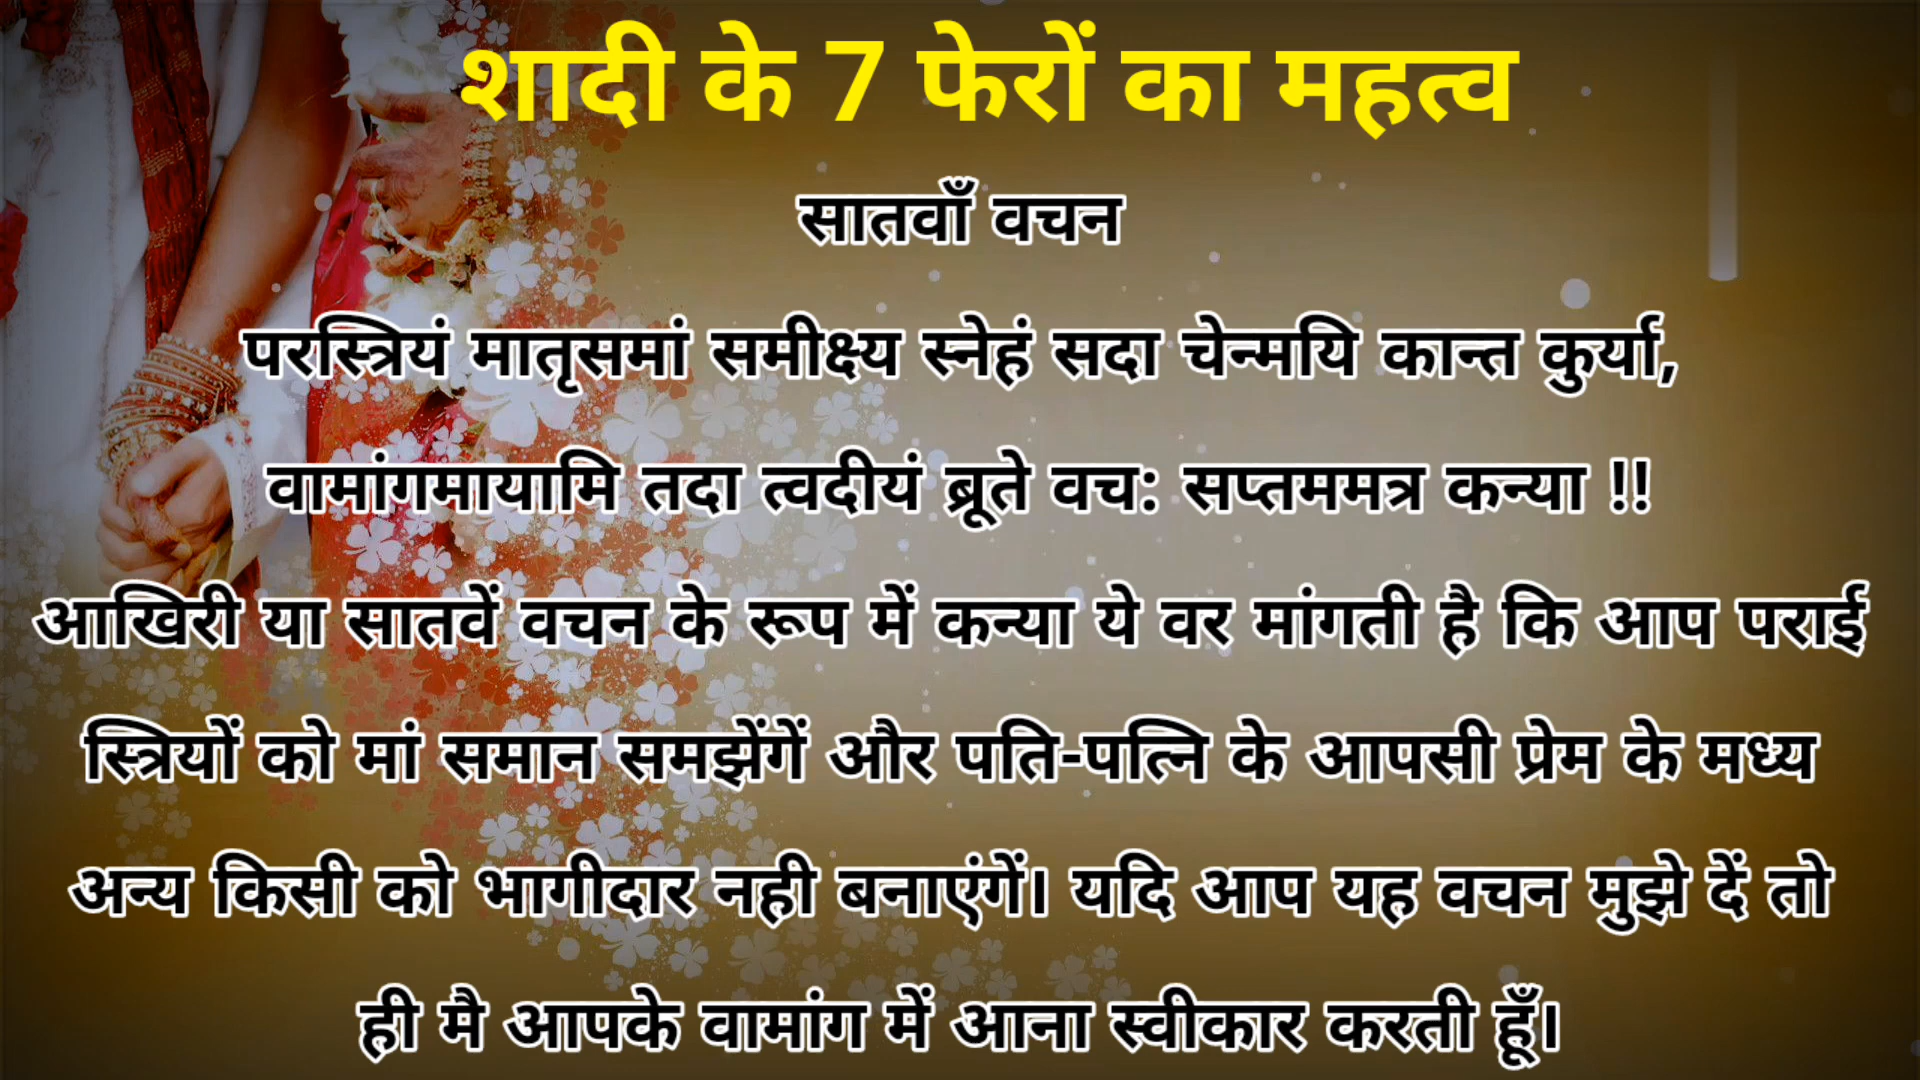 शादी के 7 फेरों का महत्व
सातवाँ वचन
परस्त्रियं मातृसमां समीक्ष्य स्नेहं सदा चेन्मयि कान्त कुर्या,
वामांगमायामि तदा त्वदीयं ब्रूते वच: सप्तममत्र कन्या !!
आखिरी या सातवें वचन के रूप में कन्या ये वर मांगती है कि आप पराई
स्त्रियों को मां समान समझेंगें और पति-पत्नि के आपसी प्रेम के मध्य
अन्य किसी को भागीदार नही बनाएंगें। यदि आप यह वचन मुझे दें तो
ही मै आपके वामांग में आना स्वीकार करती हूँ।